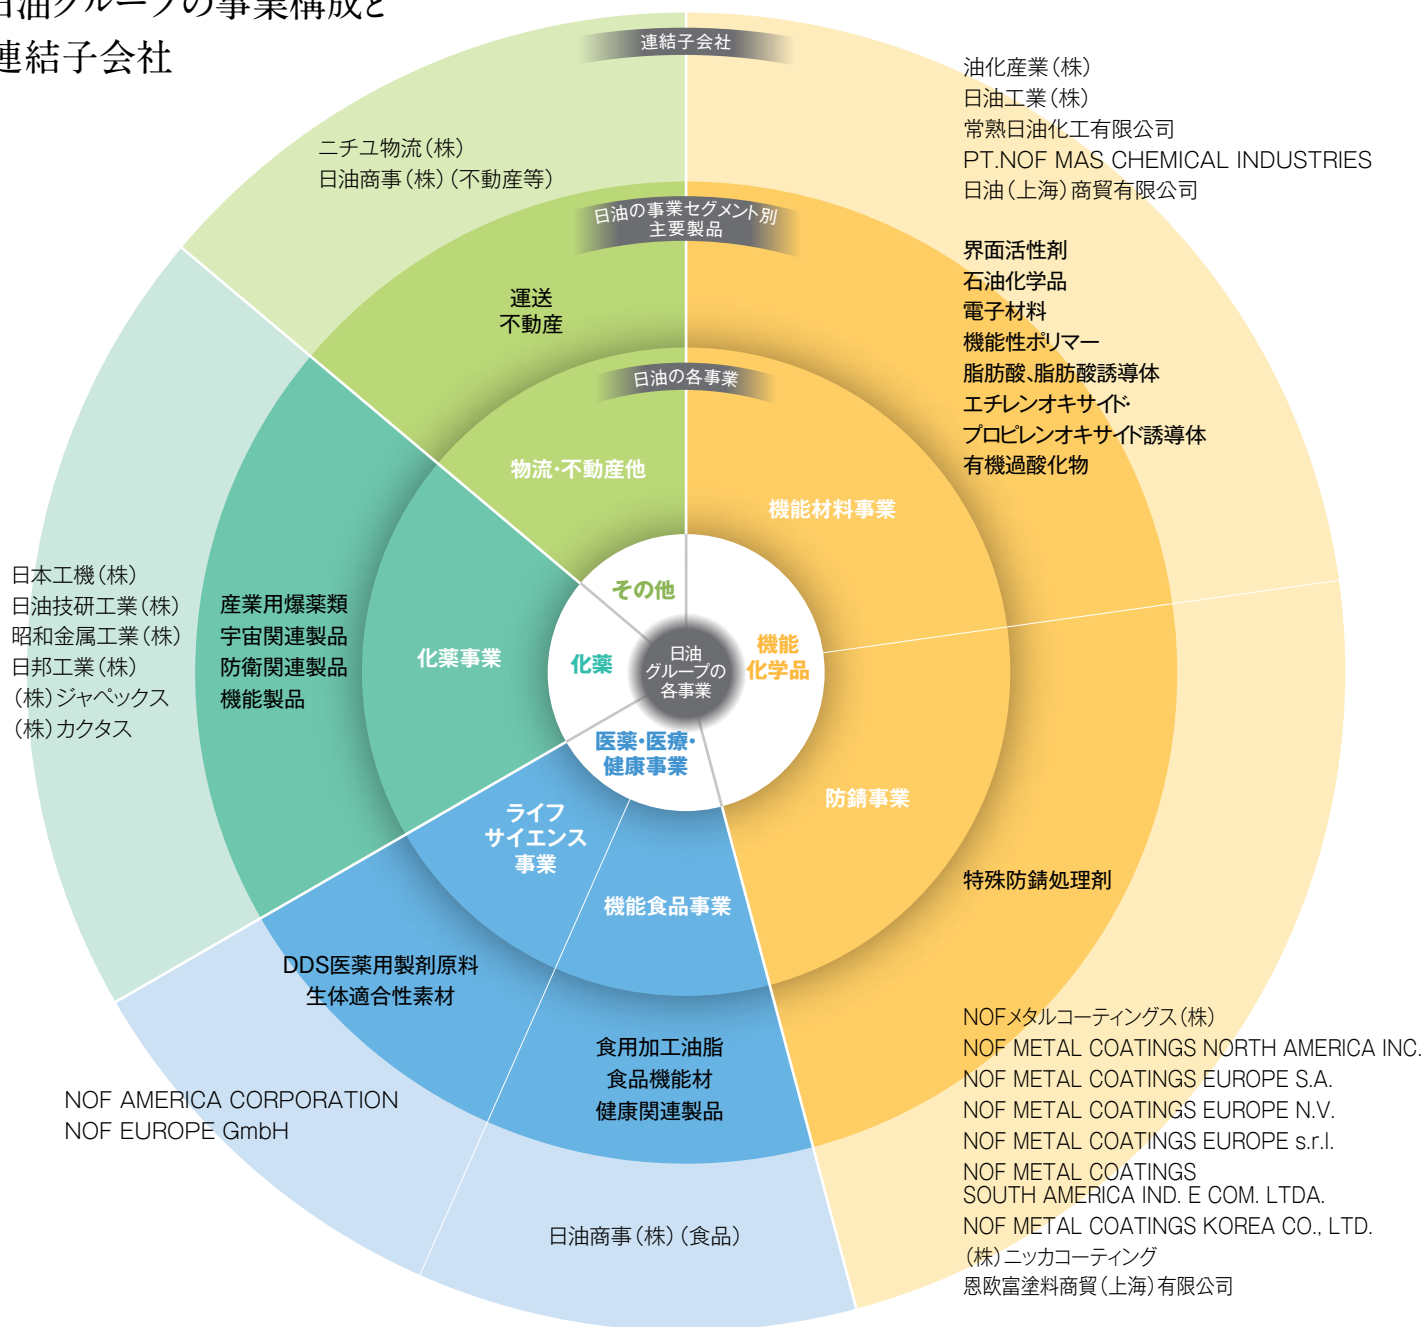 日油グループの事業構成と
連結子会社
連結子会社
油化産業(株)
日油工業(株)
常熟日油化工有限公司
PT.NOF MAS CHEMICAL INDUSTRIES
日油(上海)商貿有限公司
ニチユ物流(株)
日油商事(株)(不動産等)
日油の事業セグメント別
主要製品
界面活性剤
石油化学品
電子材料
機能性ポリマー
脂肪酸、脂肪酸誘導体
エチレンオキサイド・
プロピレンオキサイド誘導体
有機過酸化物
運送
不動産
日油の各事業
物流・不動産他
機能材料事業
その他
機能
化学品
日油
グループの
各事業
化薬
医薬・医療・
健康事業
化薬事業
産業用爆薬類
宇宙関連製品
防衛関連製品
機能製品
日本工機(株)
日油技研工業(株)
昭和金属工業(株)
日邦工業(株)
(株)ジャペックス
(株)カクタス
防錆事業
ライフ
サイエンス
事業
機能食品事業
特殊防錆処理剤
DDS医薬用製剤原料
生体適合性素材
食用加工油脂
食品機能材
健康関連製品
NOF AMERICA CORPORATION
NOF EUROPE GmbH
日油商事(株)(食品)
NOFメタルコーティングス(株)
NOF METAL COATINGS NORTH AMERICA INC.
NOF METAL COATINGS EUROPE S.A.
NOF METAL COATINGS EUROPE N.V.
NOF METAL COATINGS EUROPE s.r.l.
NOF METAL COATINGS
SOUTH AMERICA IND. E COM. LTDA.
NOF METAL COATINGS KOREA CO., LTD.
(株)ニッカコーティング
恩欧富塗料商貿(上海)有限公司